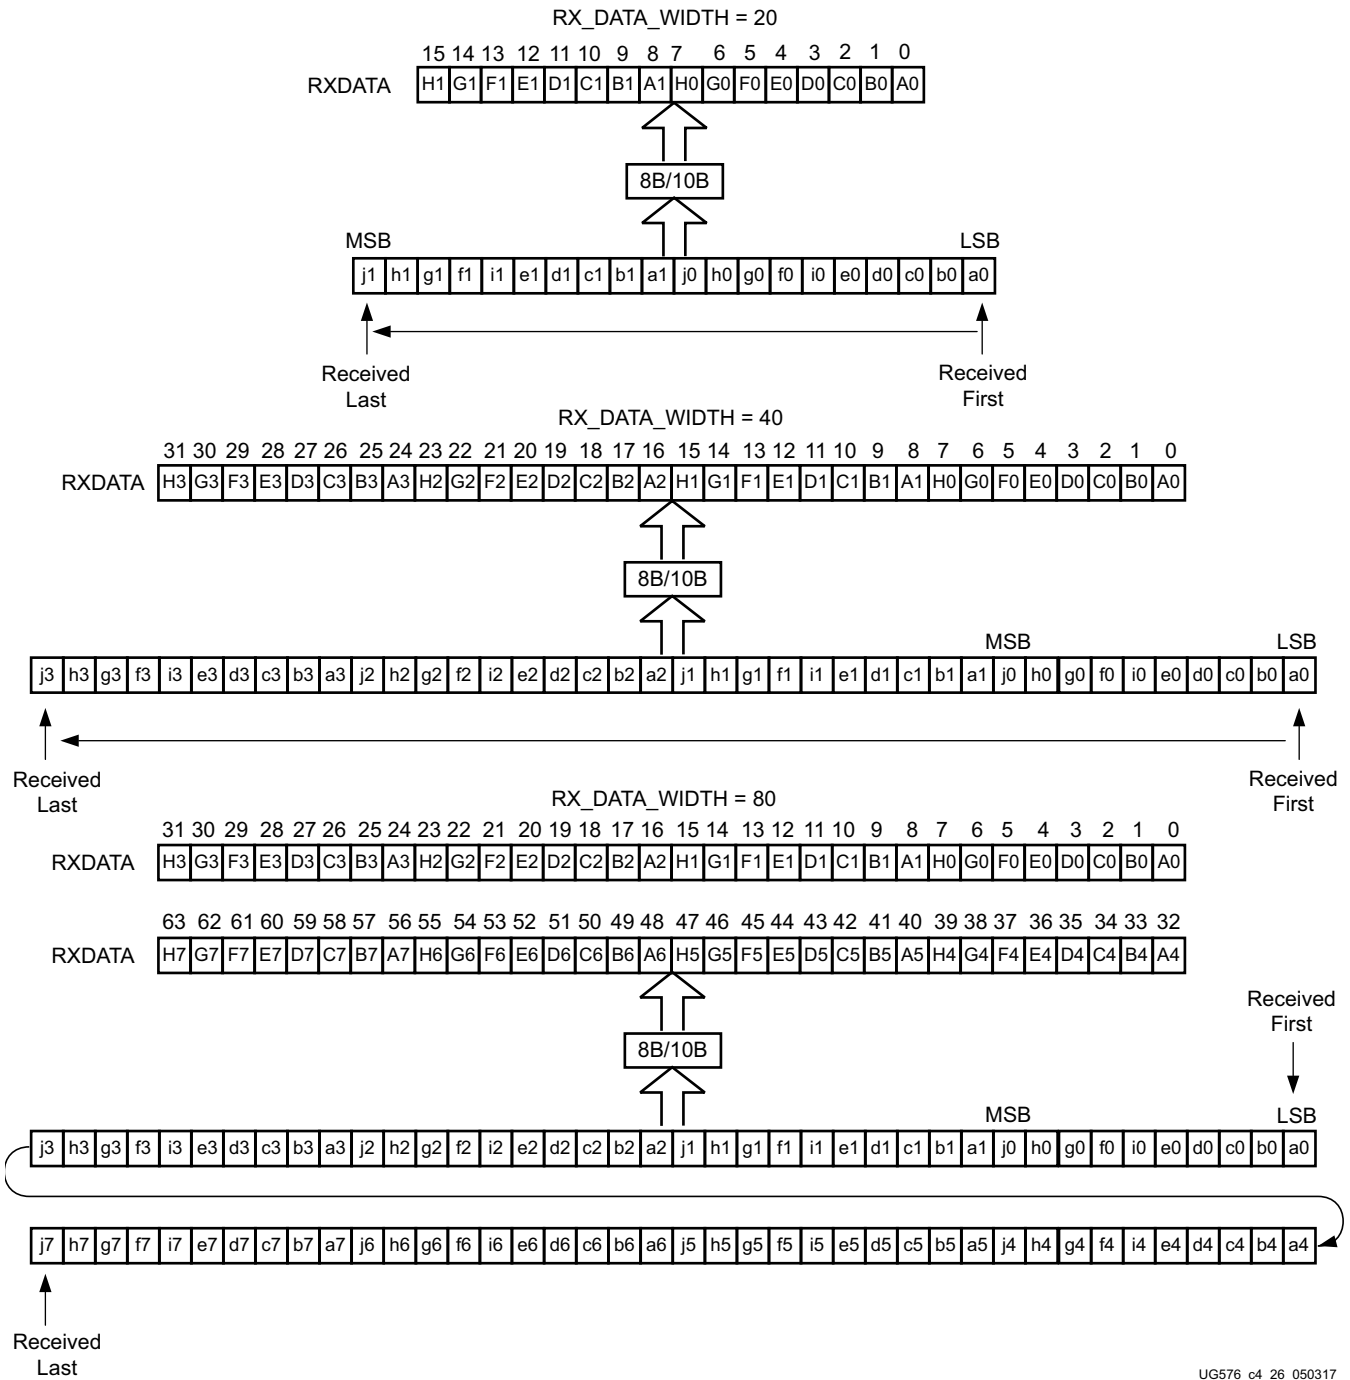 RX_DATA_WIDTH = 20
15 14 13 12 11 10 9 8 7 6 5 4 3 2 1 0
RXDATA H1 G1 F1 E1 D1 C1 B1 A1 H0 G0 F0 E0 D0 C0 B0 A0
8B/10B
MSB LSB
j1 h1 g1 f1 i1 e1 d1 c1 b1 a1 j0 h0 g0 f0 i0 e0 d0 c0 b0 a0
Received Received
Last First
RX_DATA_WIDTH = 40
31 30 29 28 27 26 25 24 23 22 21 20 19 18 17 16 15 14 13 12 11 10 9 8 7 6 5 4 3 2 1 0
RXDATA H3 G3 F3 E3 D3 C3 B3 A3 H2 G2 F2 E2 D2 C2 B2 A2 H1 G1 F1 E1 D1 C1 B1 A1 H0 G0 F0 E0 D0 C0 B0 A0
8B/10B
MSB LSB
j3 h3 g3 f3 i3 e3 d3 c3 b3 a3 j2 h2 g2 f2 i2 e2 d2 c2 b2 a2 j1 h1 g1 f1 i1 e1 d1 c1 b1 a1 j0 h0 g0 f0 i0 e0 d0 c0 b0 a0
Received Received
Last First
RX_DATA_WIDTH = 80
31 30 29 28 27 26 25 24 23 22 21 20 19 18 17 16 15 14 13 12 11 10 9 8 7 6 5 4 3 2 1 0
RXDATA H3 G3 F3 E3 D3 C3 B3 A3 H2 G2 F2 E2 D2 C2 B2 A2 H1 G1 F1 E1 D1 C1 B1 A1 H0 G0 F0 E0 D0 C0 B0 A0
63 62 61 60 59 58 57 56 55 54 53 52 51 50 49 48 47 46 45 44 43 42 41 40 39 38 37 36 35 34 33 32
RXDATA H7 G7 F7 E7 D7 C7 B7 A7 H6 G6 F6 E6 D6 C6 B6 A6 H5 G5 F5 E5 D5 C5 B5 A5 H4 G4 F4 E4 D4 C4 B4 A4
Received
First
8B/10B
MSB LSB
j3 h3 g3 f3 i3 e3 d3 c3 b3 a3 j2 h2 g2 f2 i2 e2 d2 c2 b2 a2 j1 h1 g1 f1 i1 e1 d1 c1 b1 a1 j0 h0 g0 f0 i0 e0 d0 c0 b0 a0
j7 h7 g7 f7 i7 e7 d7 c7 b7 a7 j6 h6 g6 f6 i6 e6 d6 c6 b6 a6 j5 h5 g5 f5 i5 e5 d5 c5 b5 a5 j4 h4 g4 f4 i4 e4 d4 c4 b4 a4
Received
Last
UG576_c4_26_050317